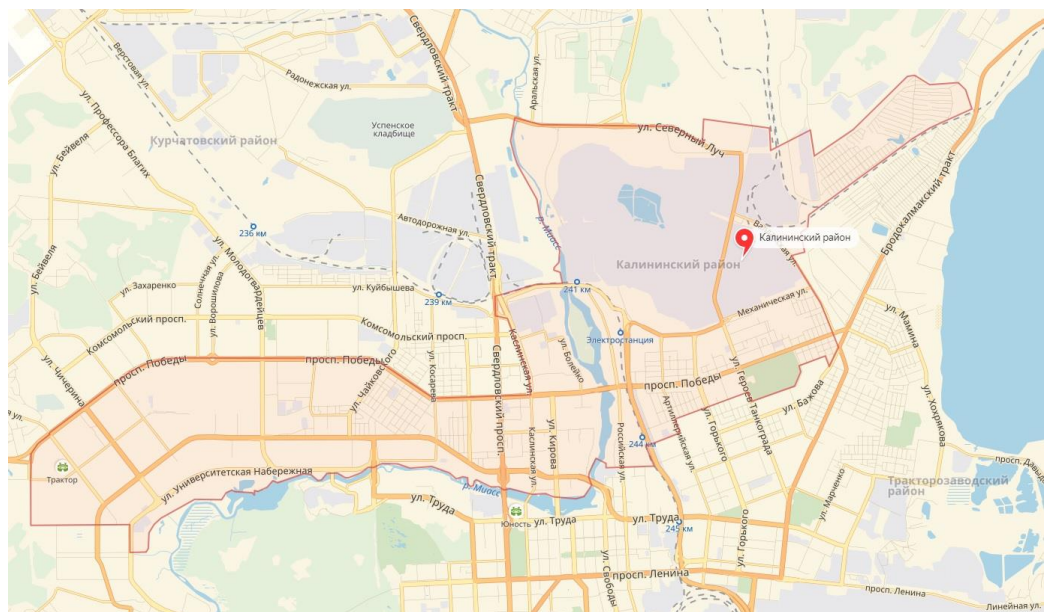 Свердловский тракт
Верстовая ул.
Аральская ул.
Радонежская ул.
ул. Профессора Благих
Успенское
кладбище
ул. Северный Луч
Курчатовский район
ул. Бейвеля
Бродокалмакский тракт
Свердловский тракт
Автодорожная ул.
р. Миасс
236 км
Калининский район
Калининский район
ул. Бейвеля
ул. Молодогвардейцев
Солнечная ул.
ул. Ворошилова
ул. Захаренко
ул. Куйбышева
239 км
241 км
Механическая ул.
ул. Мамина
Комсомольский просп.
Комсомольский просп.
Каслинская ул.
Электростанция
ул. Болейко
просп. Победы
просп. Победы
ул. Чайковского
ул. Косарева
Свердловский просп.
просп. Победы
ул. Героев Танкограда
ул. Чичерина
ул. Бажова
ул. Хохрякова
Артиллерийская ул.
ул. Горького
Каслинская ул.
ул. Кирова
Российская ул.
244 км
Трактор
ул. Университетская Набережная
р. Миасс
ул. Марченко
просп. Давыдо
Тракторозаводский
район
ул. Труда
Юность
ул. Труда
ул. Труда
245 км
ул. Горького
ул. Свободы
просп. Ленина
просп. Ленина
Линейная ул.